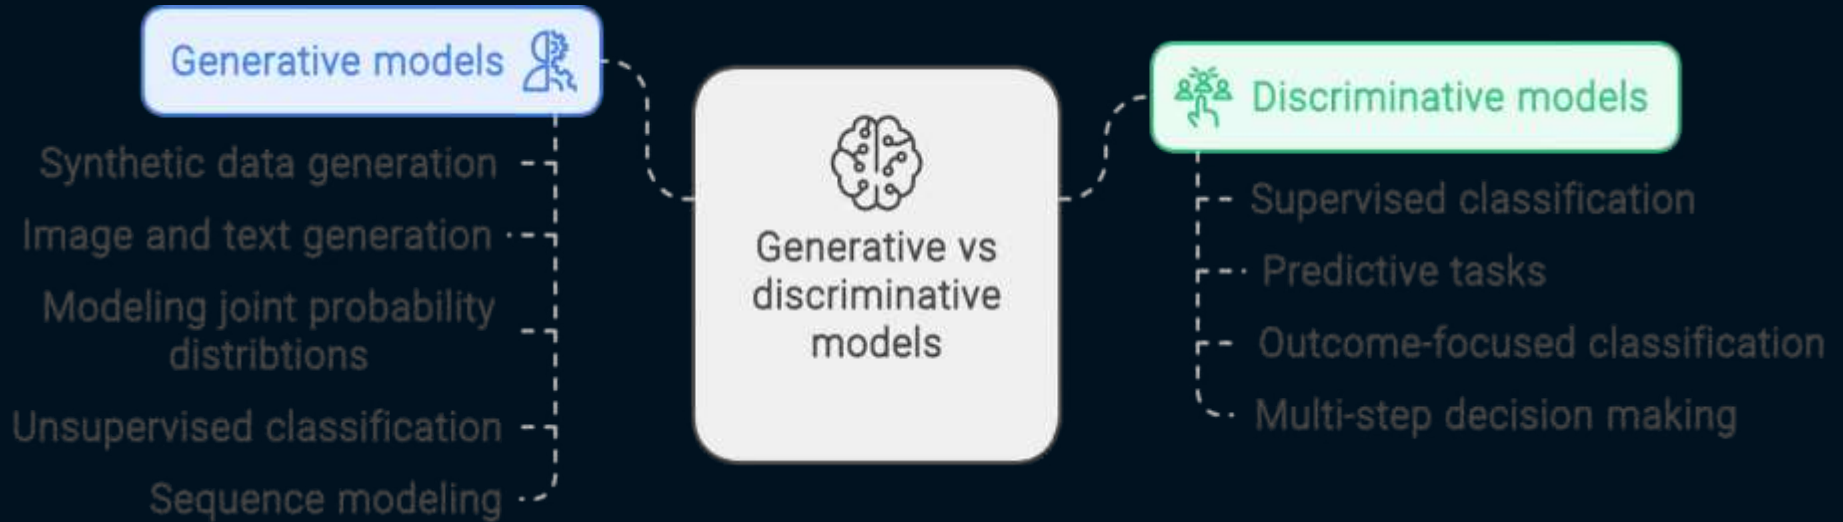 Generative models
Synthetic data generation
Image and text generation
Modeling joint probability
distribtions
Unsupervised classification
Sequence modeling
Generative vs
discriminative
models
Discriminative models
Supervised classification
Predictive tasks
Outcome-focused classification
Multi-step decision making